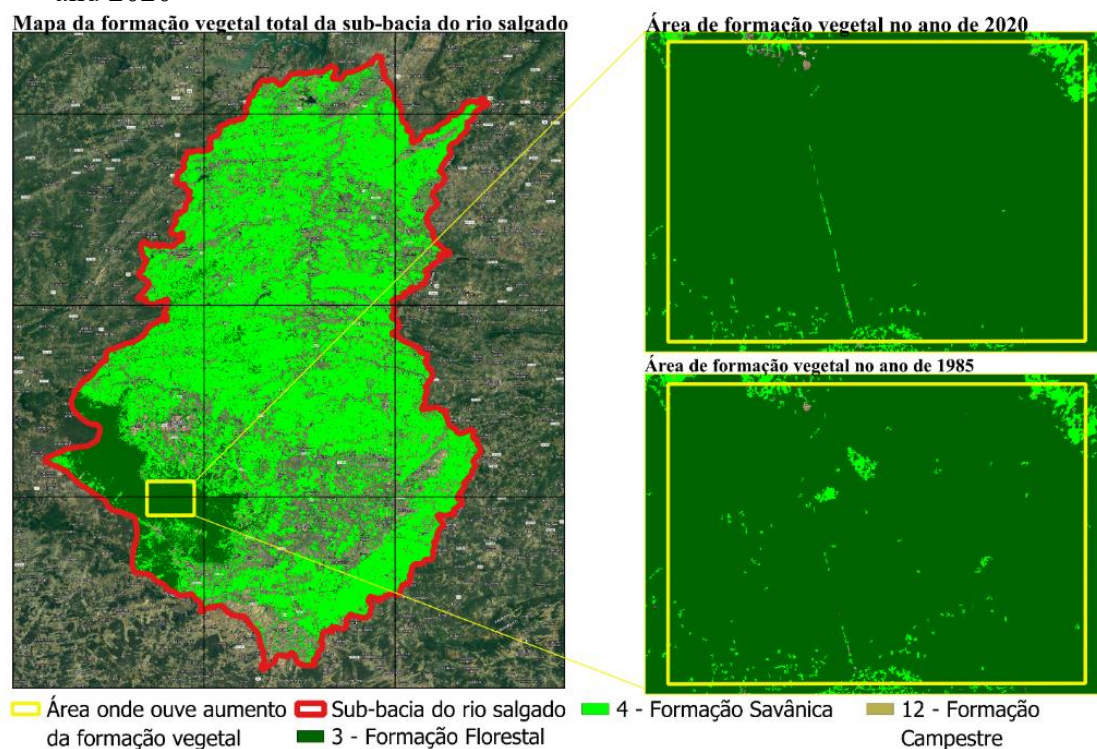 Mapa da formação vegetal total da sub-bacia do rio salgado
Área de formação vegetal no ano de 2020
Área de formação vegetal no ano de 1985
Área onde ouve aumento da formação vegetal
Sub-bacia do rio salgado
3 - Formação Florestal
4 - Formação Savânica
12 - Formação Campestre